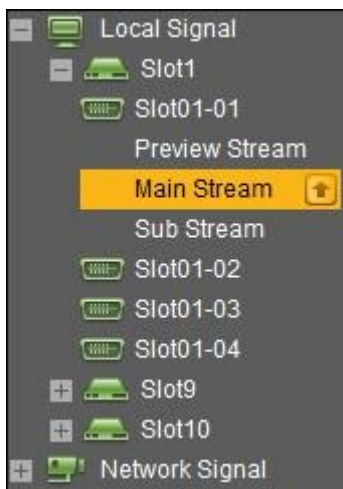 Local Signal
Slot1
Slot01-01
Preview Stream
Main Stream
Sub Stream
Slot01-02
Slot01-03
Slot01-04
Slot9
Slot10
Network Signal